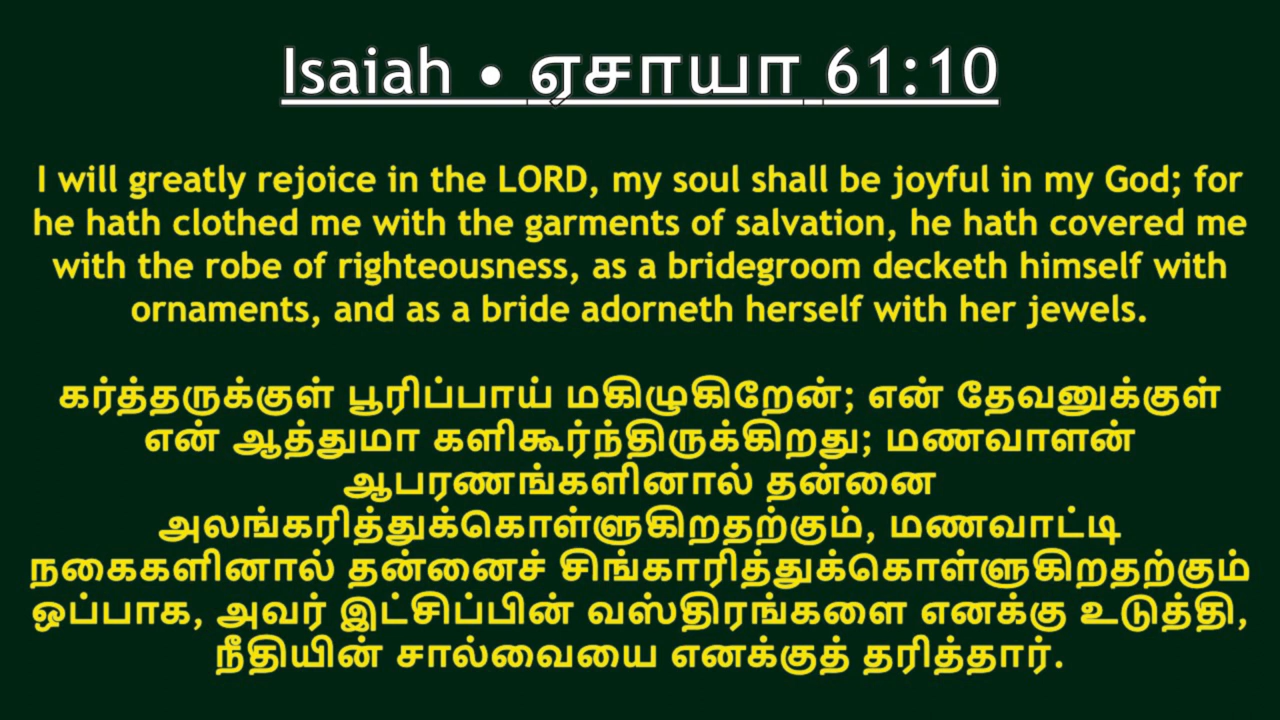 Isaiah • ஏசாயா 61:10
I will greatly rejoice in the LORD, my soul shall be joyful in my God; for
he hath clothed me with the garments of salvation, he hath covered me
with the robe of righteousness, as a bridegroom decketh himself with
ornaments, and as a bride adorneth herself with her jewels.
கர்த்தருக்குள் பூரிப்பாய் மகிழுகிறேன்; என் தேவனுக்குள்
என் ஆத்துமா களிகூர்ந்திருக்கிறது; மணவாளன்
ஆபரணங்களினால் தன்னை
அலங்கரித்துக்கொள்ளுகிறதற்கும், மணவாட்டி
நகைகளினால் தன்னைச் சிங்காரித்துக்கொள்ளுகிறதற்கும்
ஒப்பாக, அவர் இட்சிப்பின் வஸ்திரங்களை எனக்கு உடுத்தி,
நீதியின் சால்வையை எனக்குத் தரித்தார்.